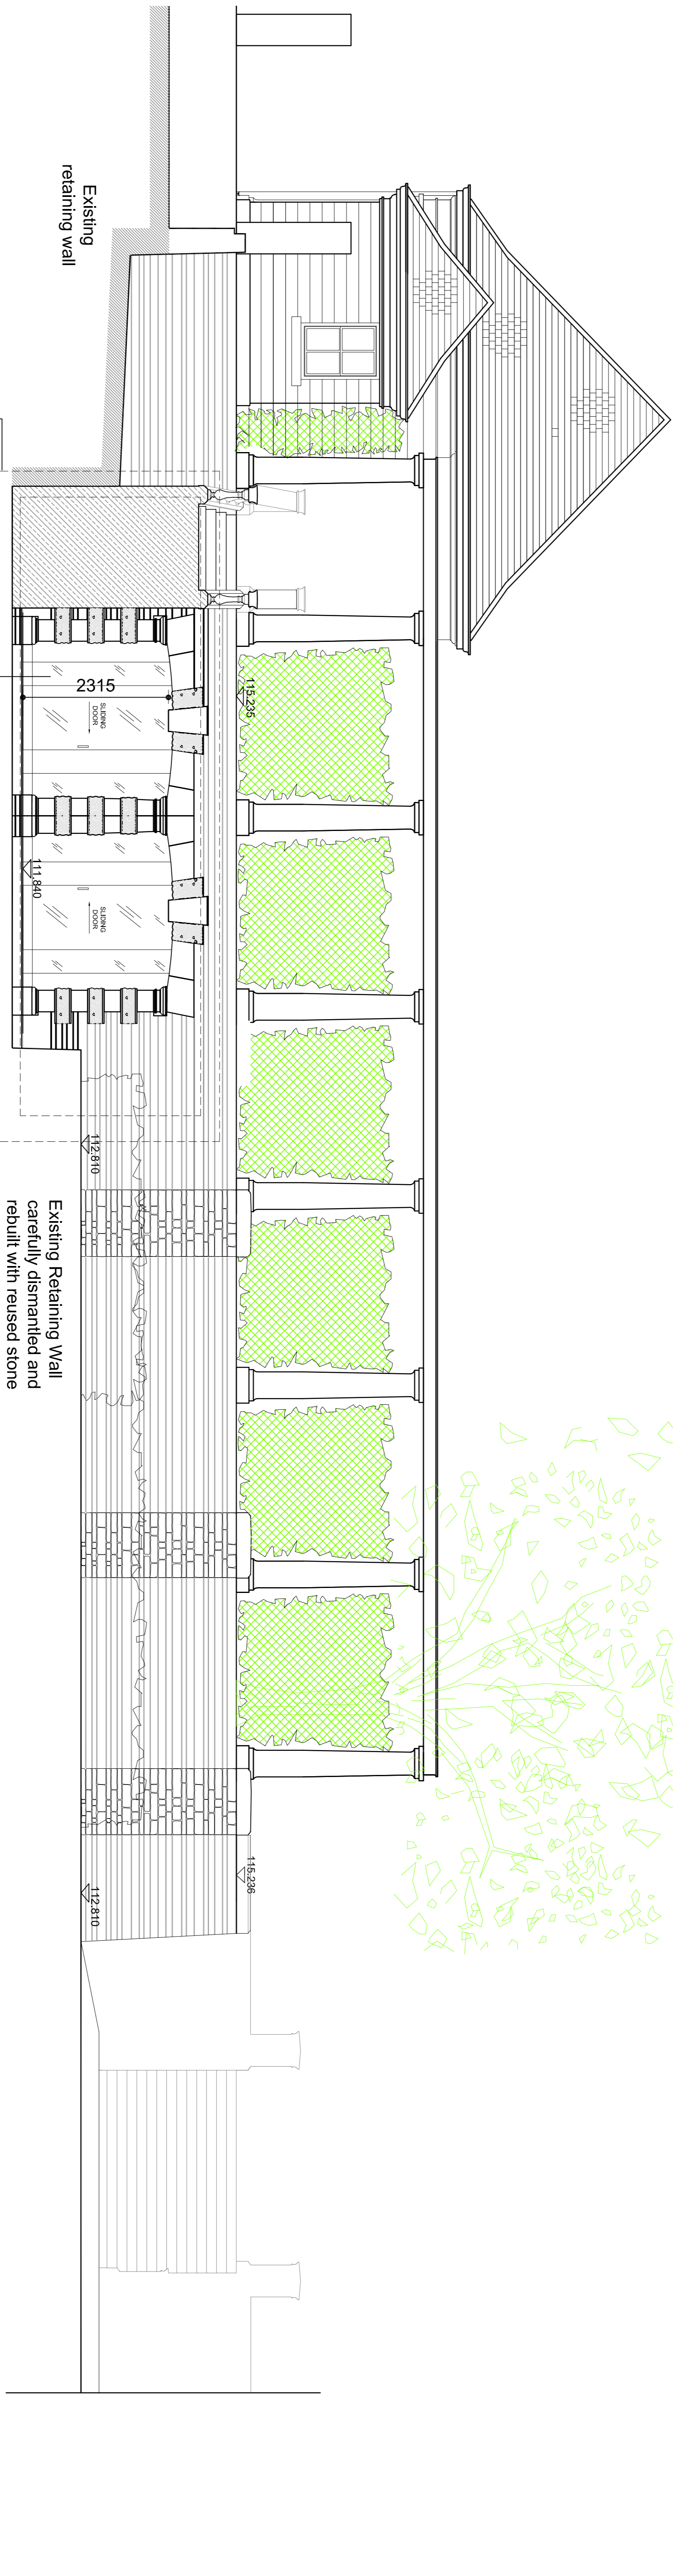 Existing
retaining wall
115.235
2315
SLIDING
DOOR
111.840
SLIDING
DOOR
112.810
Existing Retaining Wall
carefully dismantled and
rebuilt with reused stone
115.236
112.810